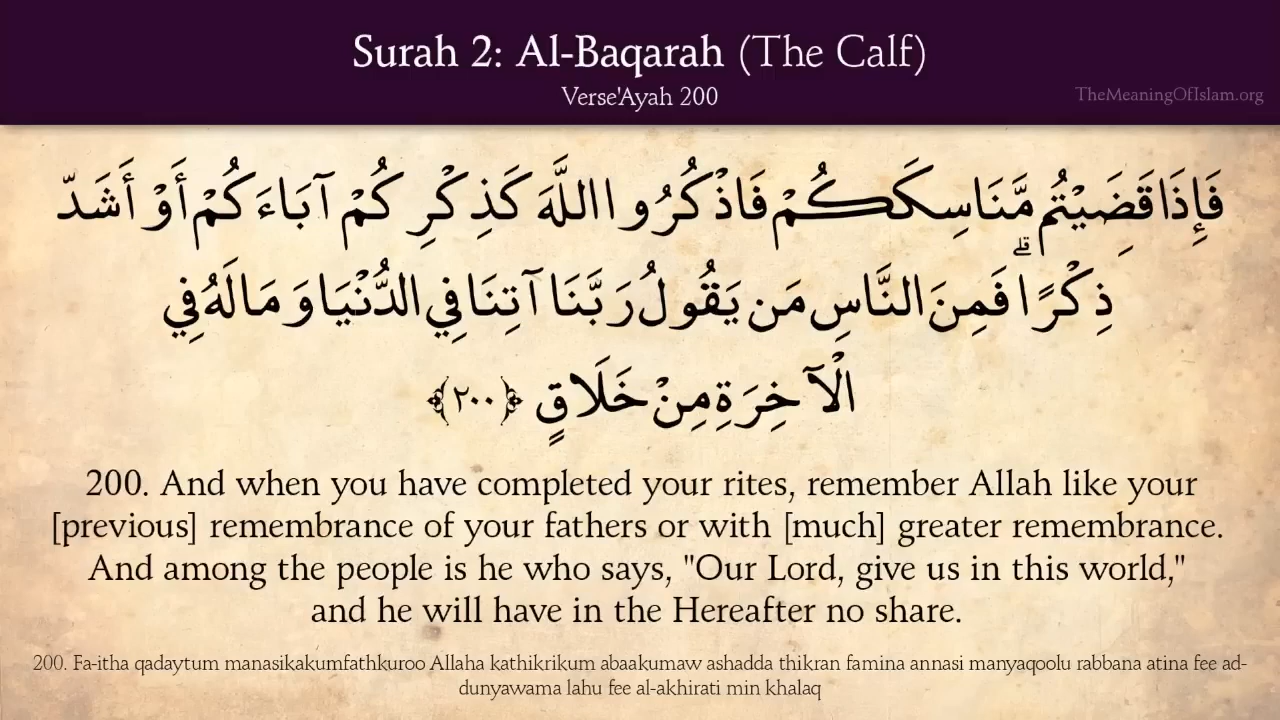 Surah 2: Al-Baqarah (The Calf)
Verse'Ayah 200
TheMeaningOfIslam.org
فَإِذَا قَضَيْتُم مَّنَاسِكَكُمْ فَاذْكُرُوا اللَّهَ كَذِكْرِكُمْ آبَاءَكُمْ أَوْ أَشَدَّ
ذِكْرًا ۗ فَمِنَ النَّاسِ مَن يَقُولُ رَبَّنَا آتِنَا فِي الدُّنْيَا وَمَا لَهُ فِي
الْآخِرَةِ مِنْ خَلَاقٍ ﴿٢٠٠﴾
200. And when you have completed your rites, remember Allah like your
[previous] remembrance of your fathers or with [much] greater remembrance.
And among the people is he who says, "Our Lord, give us in this world,"
and he will have in the Hereafter no share.
200. Fa-itha qadaytum manasikakumfathkuroo Allaha kathikrikum abaakumaw ashadda thikran famina annasi manyaqoolu rabbana atina fee ad-
dunyawama lahu fee al-akhirati min khalaq